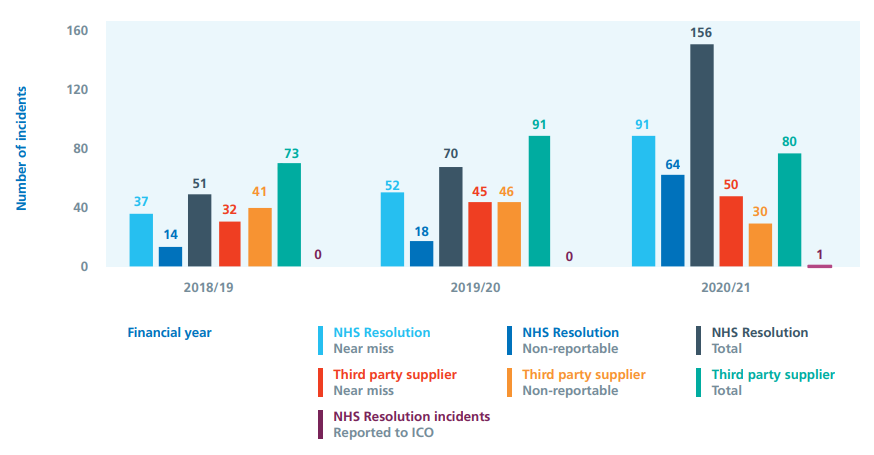 Number of incidents
160
120
80
40
0
37
14
51
32
41
73
0
52
18
70
45
46
91
0
91
64
156
50
30
80
1
2018/19
2019/20
2020/21
Financial year
NHS Resolution
Near miss
NHS Resolution
Non-reportable
NHS Resolution
Total
Third party supplier
Near miss
Third party supplier
Non-reportable
Third party supplier
Total
NHS Resolution incidents
Reported to ICO